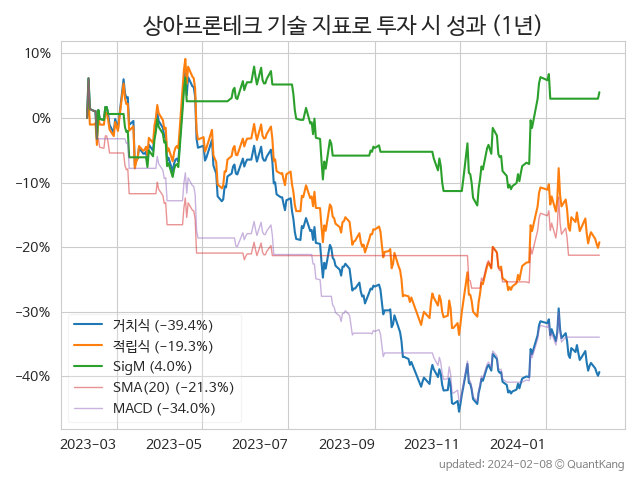 상아프론테크 기술 지표로 투자 시 성과 (1년)
10%
0%
−10%
−20%
−30%
−40%
거치식 (−39.4%)
적립식 (−19.3%)
SigM (4.0%)
SMA(20) (−21.3%)
MACD (−34.0%)
2023-03 2023-05 2023-07 2023-09 2023-11 2024-01
updated: 2024-02-08 © QuantKang